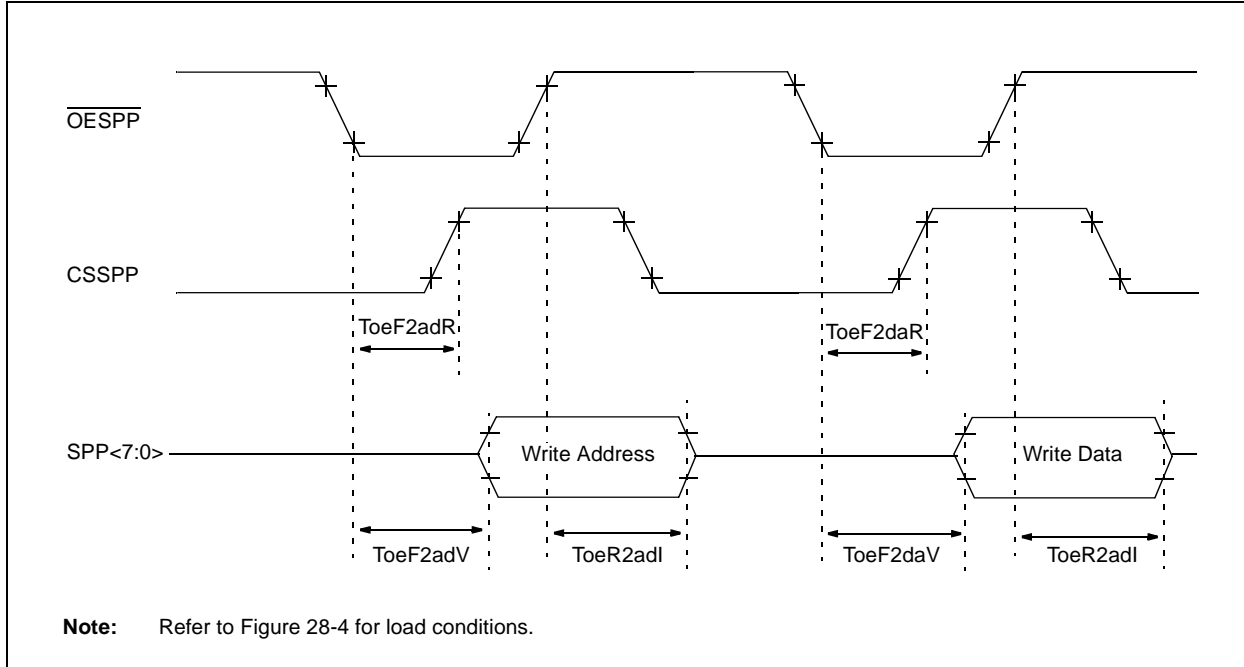 OESPP
CSSPP
ToeF2adR
ToeF2daR
SPP<7:0>
Write Address
Write Data
ToeF2adV
ToeR2adI
ToeF2daV
ToeR2adI
Note: Refer to Figure 28-4 for load conditions.